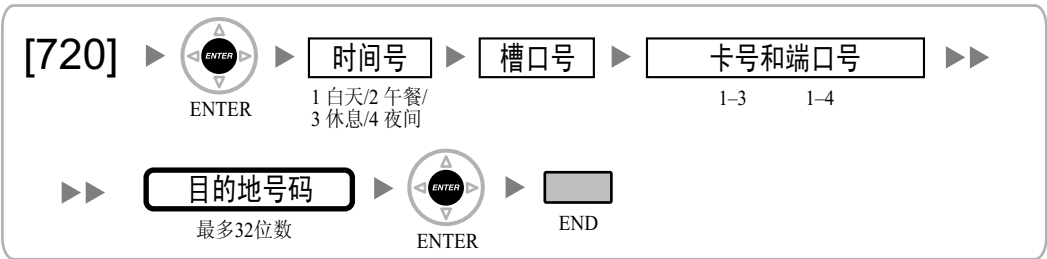 [720] ENTER 时间号 槽口号 卡号和端口号
ENTER 1 白天/2 午餐/ 1–3 1–4
3 休息/4 夜间
目的地号码 ENTER
最多32位数 ENTER END